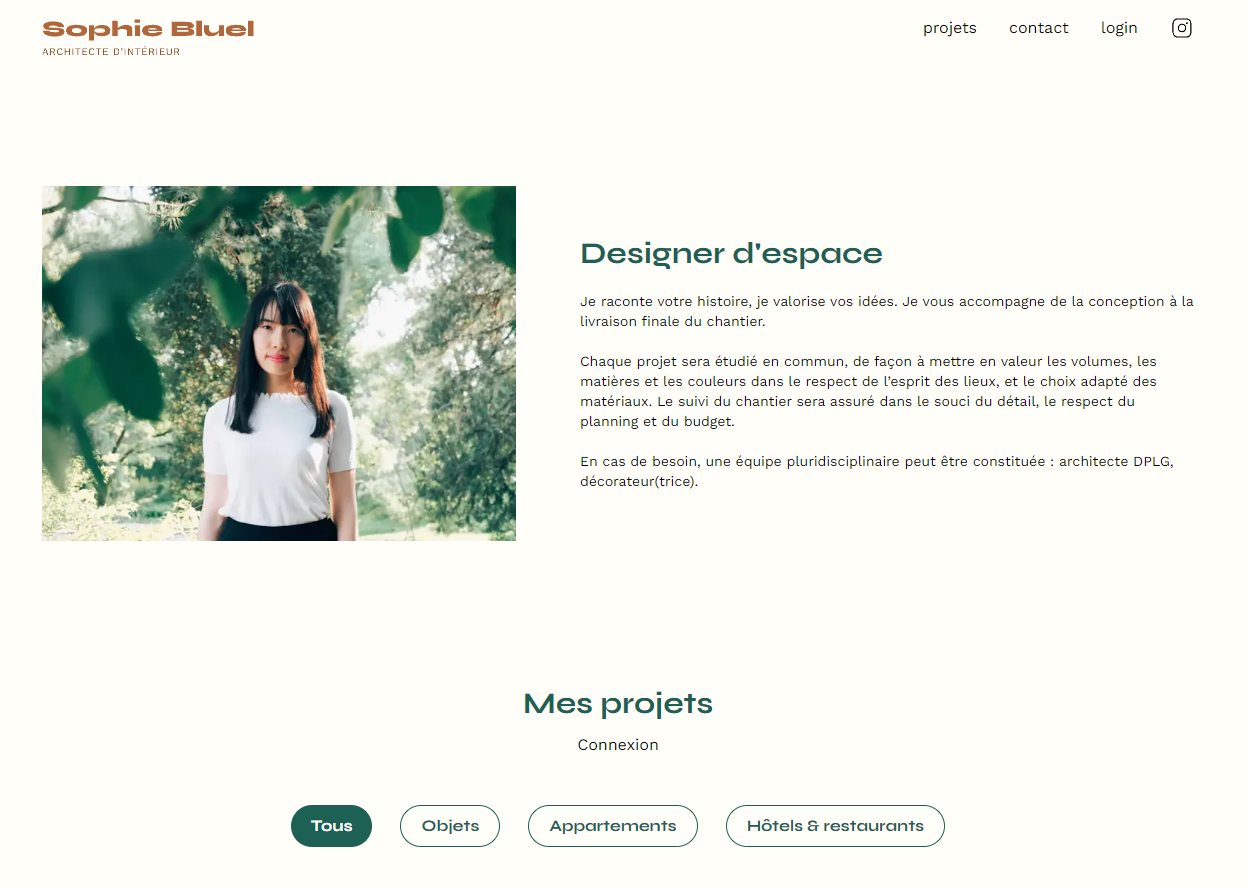 Sophie Bluel
ARCHITECTE D'INTÉRIEUR
projets contact login
Designer d'espace
Je raconte votre histoire, je valorise vos idées. Je vous accompagne de la conception à la
livraison finale du chantier.
Chaque projet sera étudié en commun, de façon à mettre en valeur les volumes, les
matières et les couleurs dans le respect de l’esprit des lieux, et le choix adapté des
matériaux. Le suivi du chantier sera assuré dans le souci du détail, le respect du
planning et du budget.
En cas de besoin, une équipe pluridisciplinaire peut être constituée : architecte DPLG,
décorateur(trice).
Mes projets
Connexion
Tous Objets Appartements Hôtels & restaurants